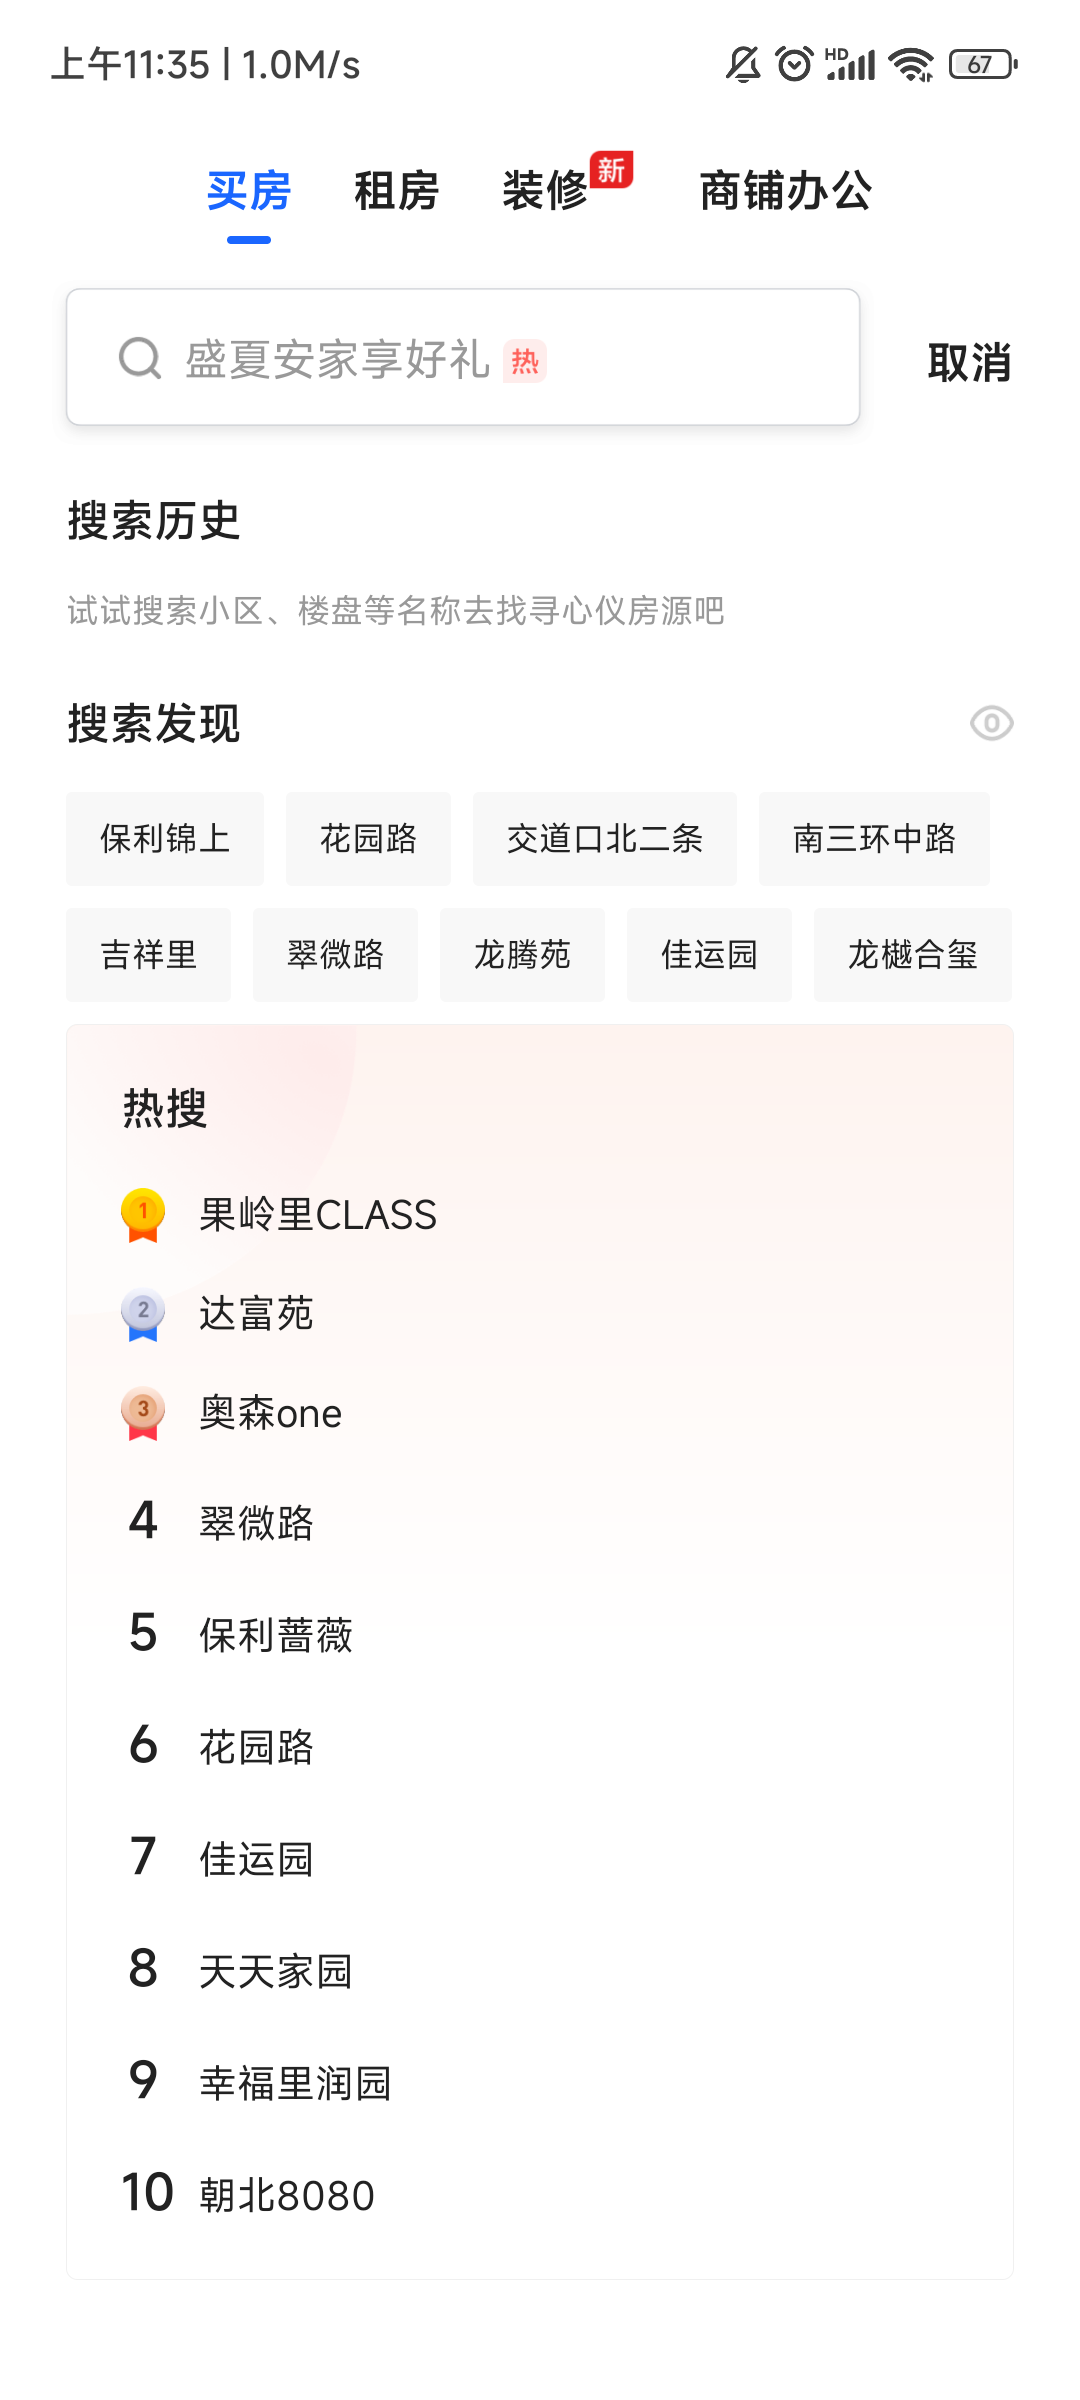 上午11:35 | 1.0M/s HD 67
买房 租房 装修 新 商铺办公
盛夏安家享好礼 热 取消
搜索历史
试试搜索小区、楼盘等名称去找寻心仪房源吧
搜索发现
保利锦上 花园路 交道口北二条 南三环中路
吉祥里 翠微路 龙腾苑 佳运园 龙樾合玺
热搜
1 果岭里CLASS
2 达富苑
3 奥森one
4 翠微路
5 保利蔷薇
6 花园路
7 佳运园
8 天天家园
9 幸福里润园
10 朝北8080